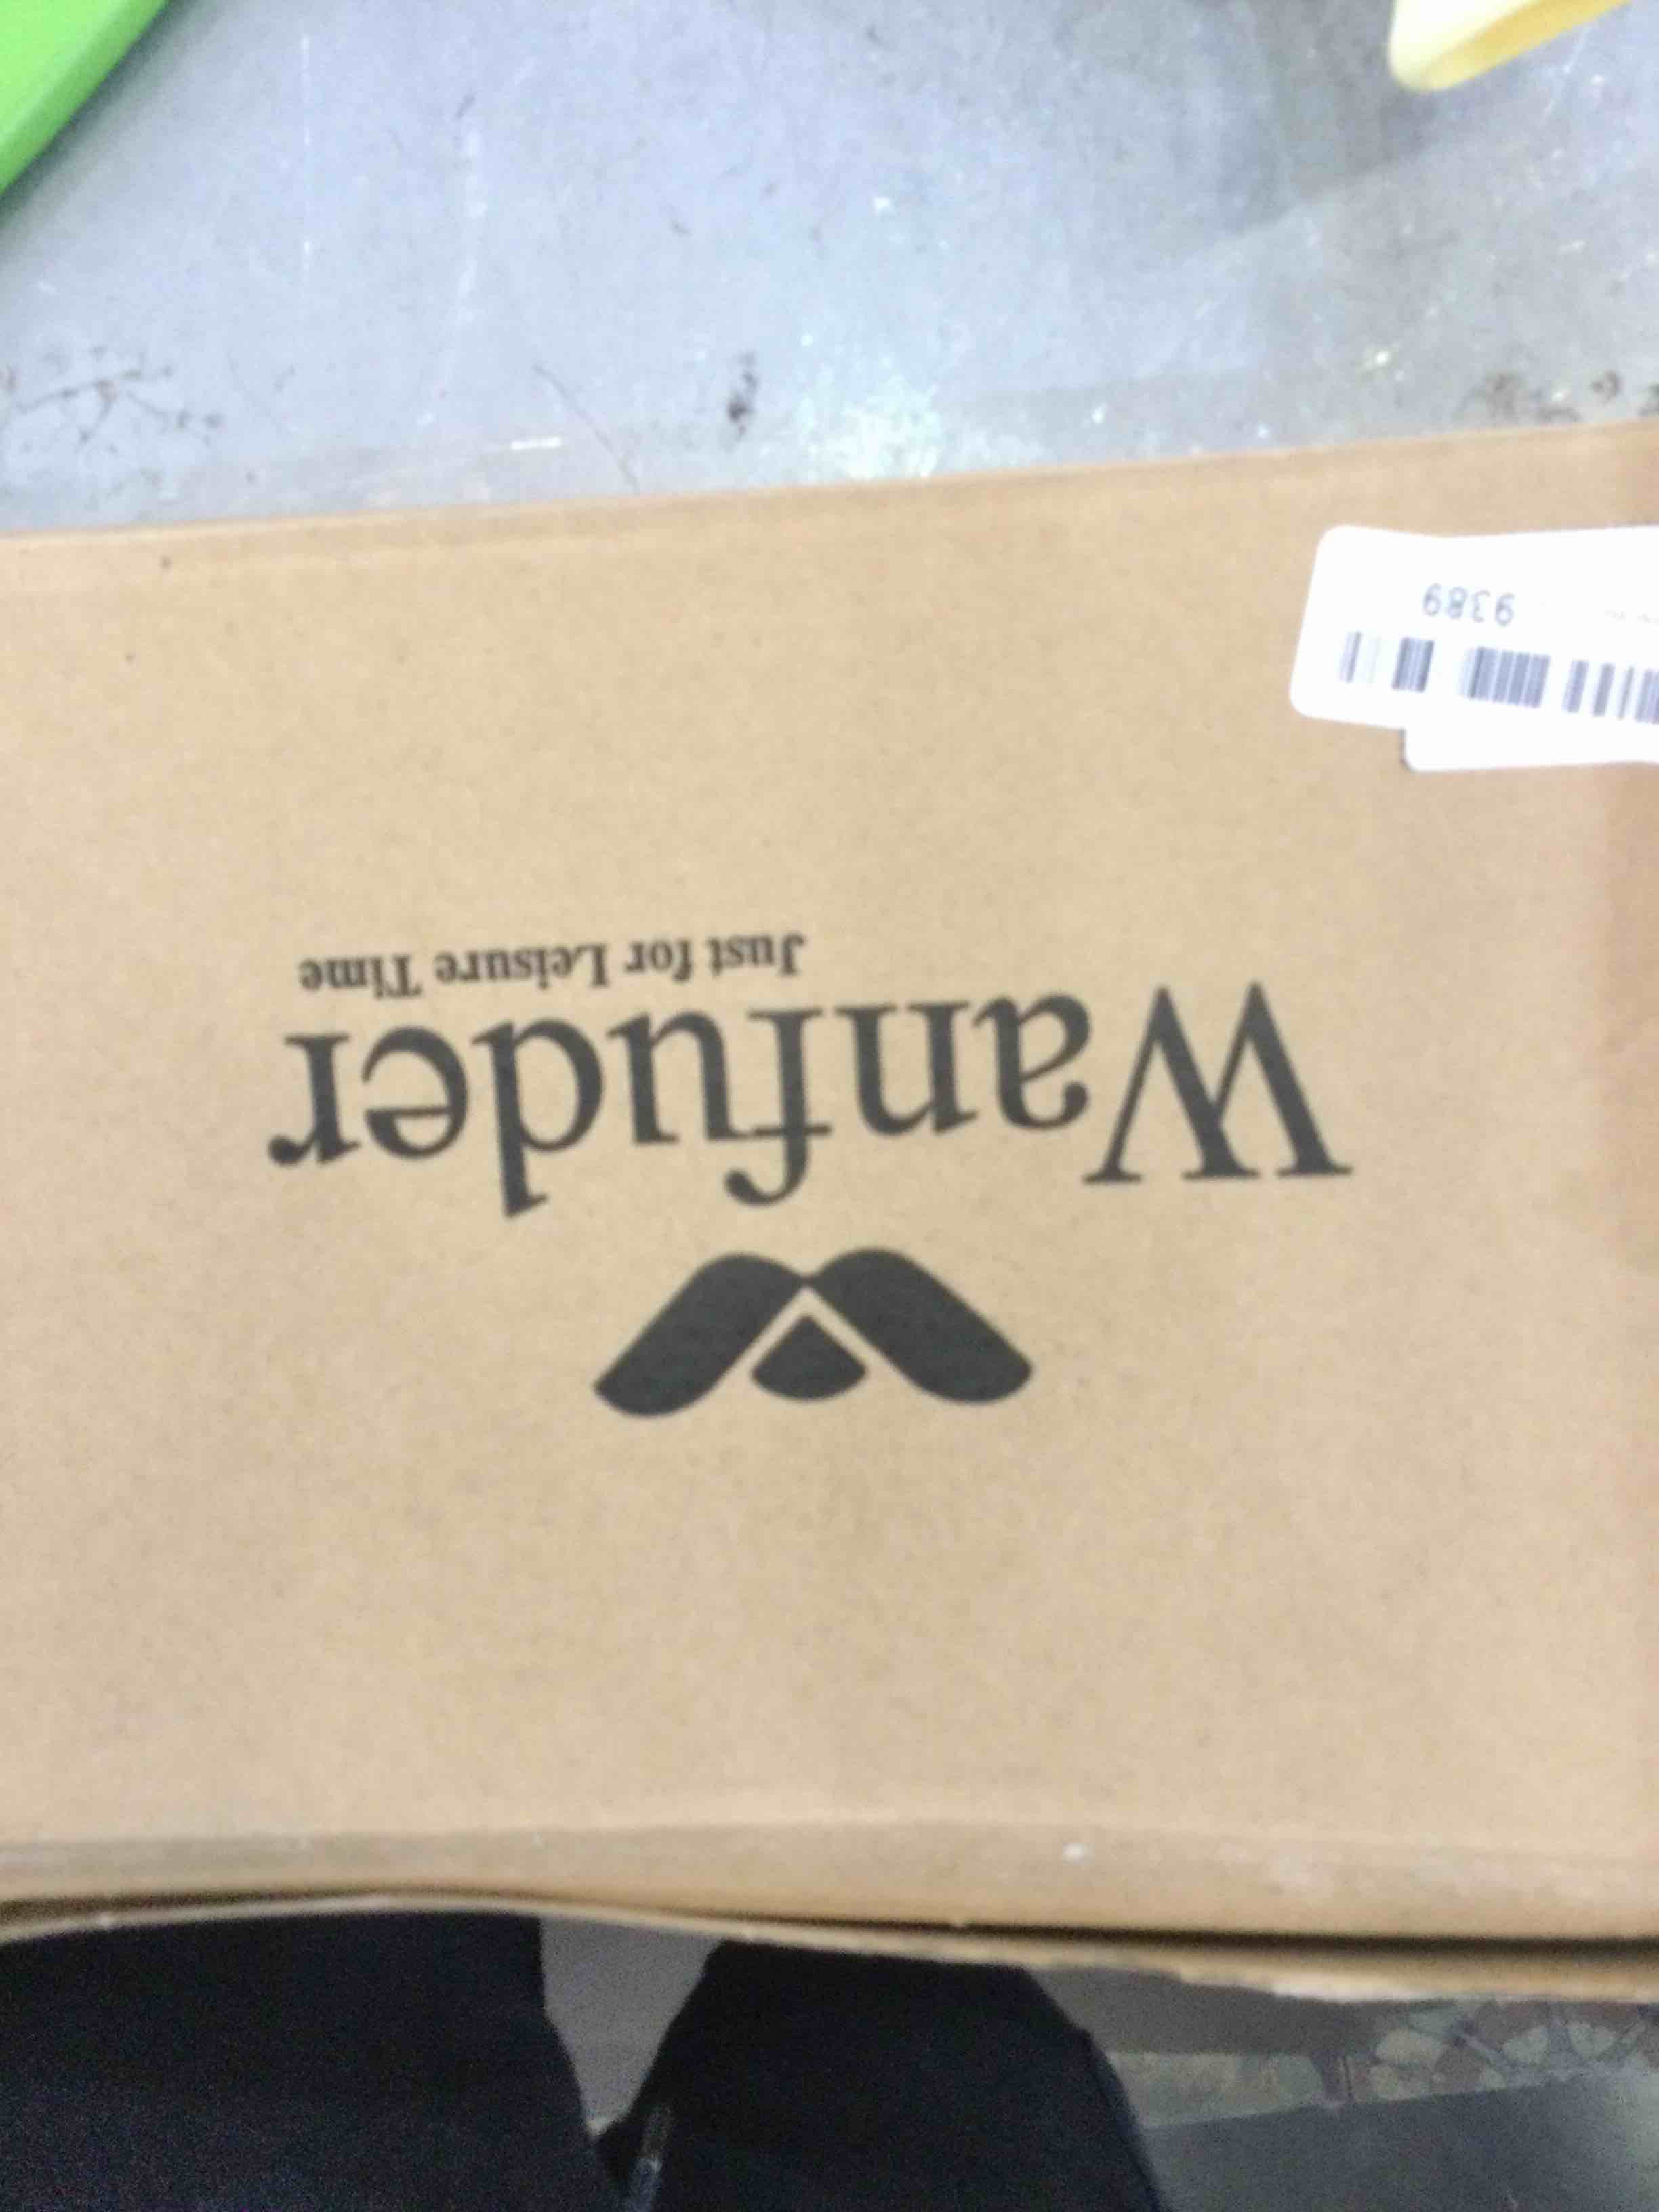 Wanfuder
Just for Leisure Time
9389